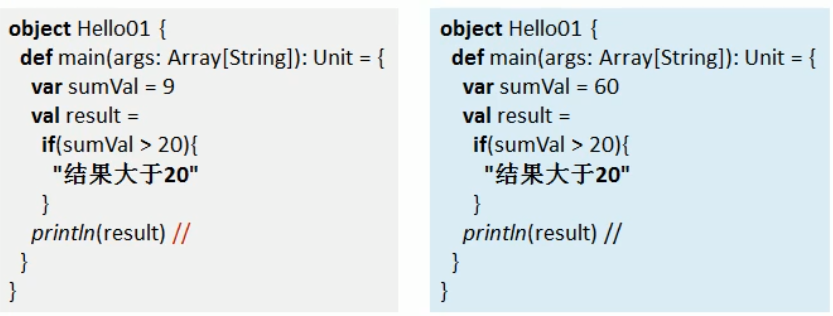 object Hello01 {
def main(args: Array[String]): Unit = {
var sumVal = 9
val result =
if(sumVal > 20){
"结果大于20"
}
println(result) //
}
}
object Hello01 {
def main(args: Array[String]): Unit = {
var sumVal = 60
val result =
if(sumVal > 20){
"结果大于20"
}
println(result) //
}
}